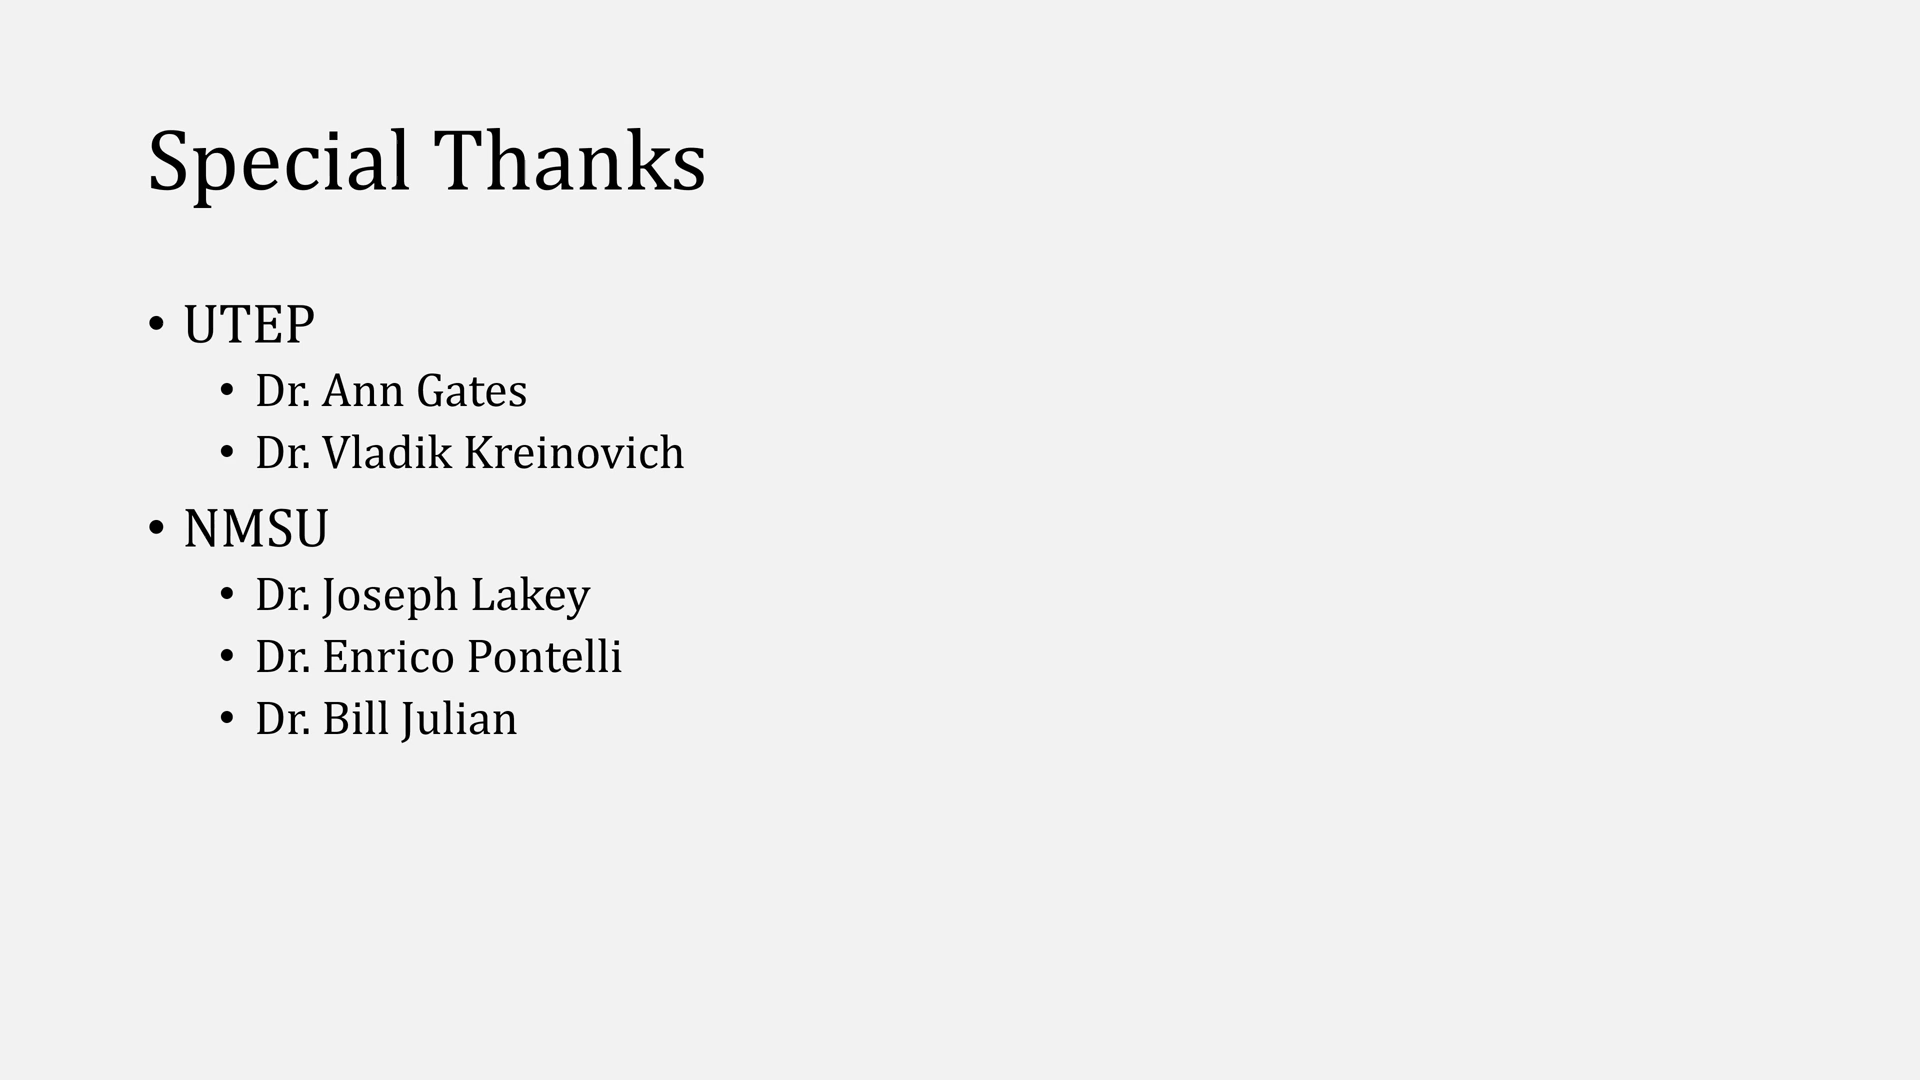 Special Thanks
• UTEP
• Dr. Ann Gates
• Dr. Vladik Kreinovich
• NMSU
• Dr. Joseph Lakey
• Dr. Enrico Pontelli
• Dr. Bill Julian